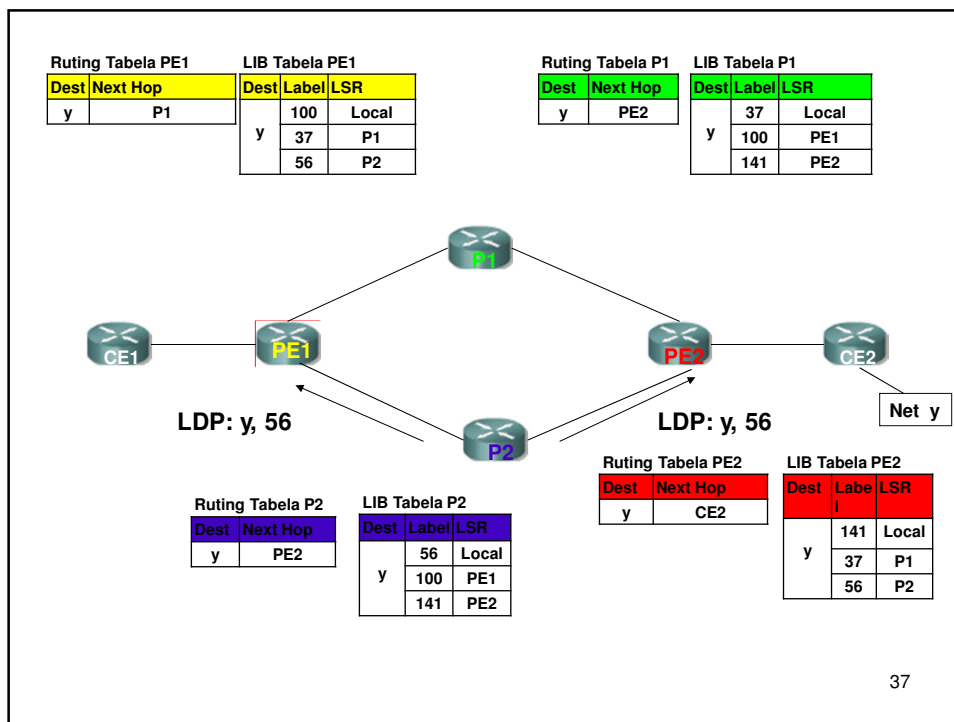 Ruting Tabela PE1
Dest Next Hop
y P1
LIB Tabela PE1
Dest Label LSR
y
100 Local
37 P1
56 P2
Ruting Tabela P1
Dest Next Hop
y PE2
LIB Tabela P1
Dest Label LSR
y
37 Local
100 PE1
141 PE2
P1
CE1
PE1
PE2
CE2
Net y
LDP: y, 56
LDP: y, 56
P2
Ruting Tabela P2
Dest Next Hop
y PE2
LIB Tabela P2
Dest Label LSR
y
56 Local
100 PE1
141 PE2
Ruting Tabela PE2
Dest Next Hop
y CE2
LIB Tabela PE2
Dest Labe LSR
l
y
141 Local
37 P1
56 P2
37